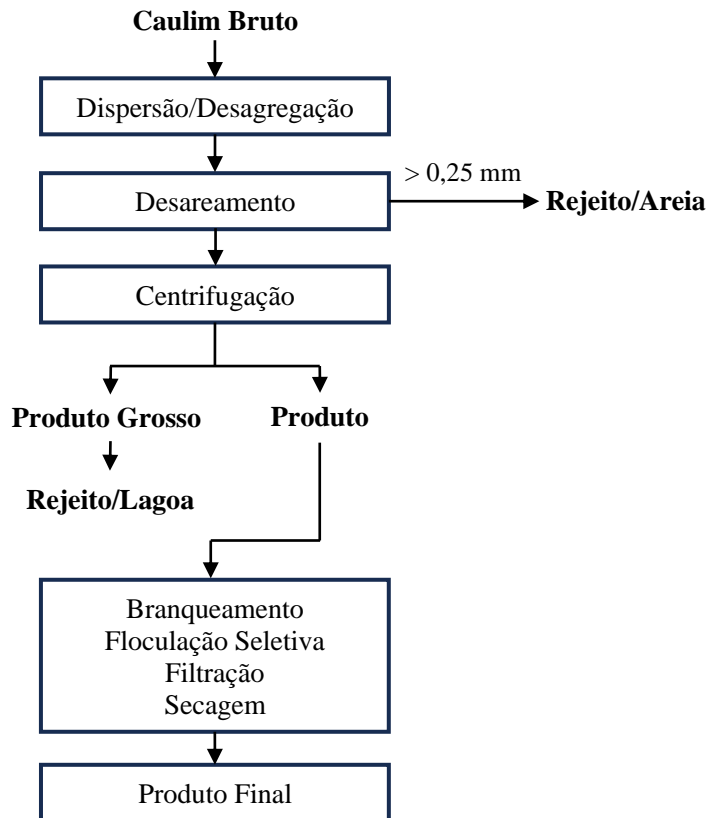 Caulim Bruto
Dispersão/Desagregação
> 0,25 mm
Desareamento
Rejeito/Areia
Centrifugação
Produto Grosso
Produto
Rejeito/Lagoa
Branqueamento
Floculação Seletiva
Filtração
Secagem
Produto Final